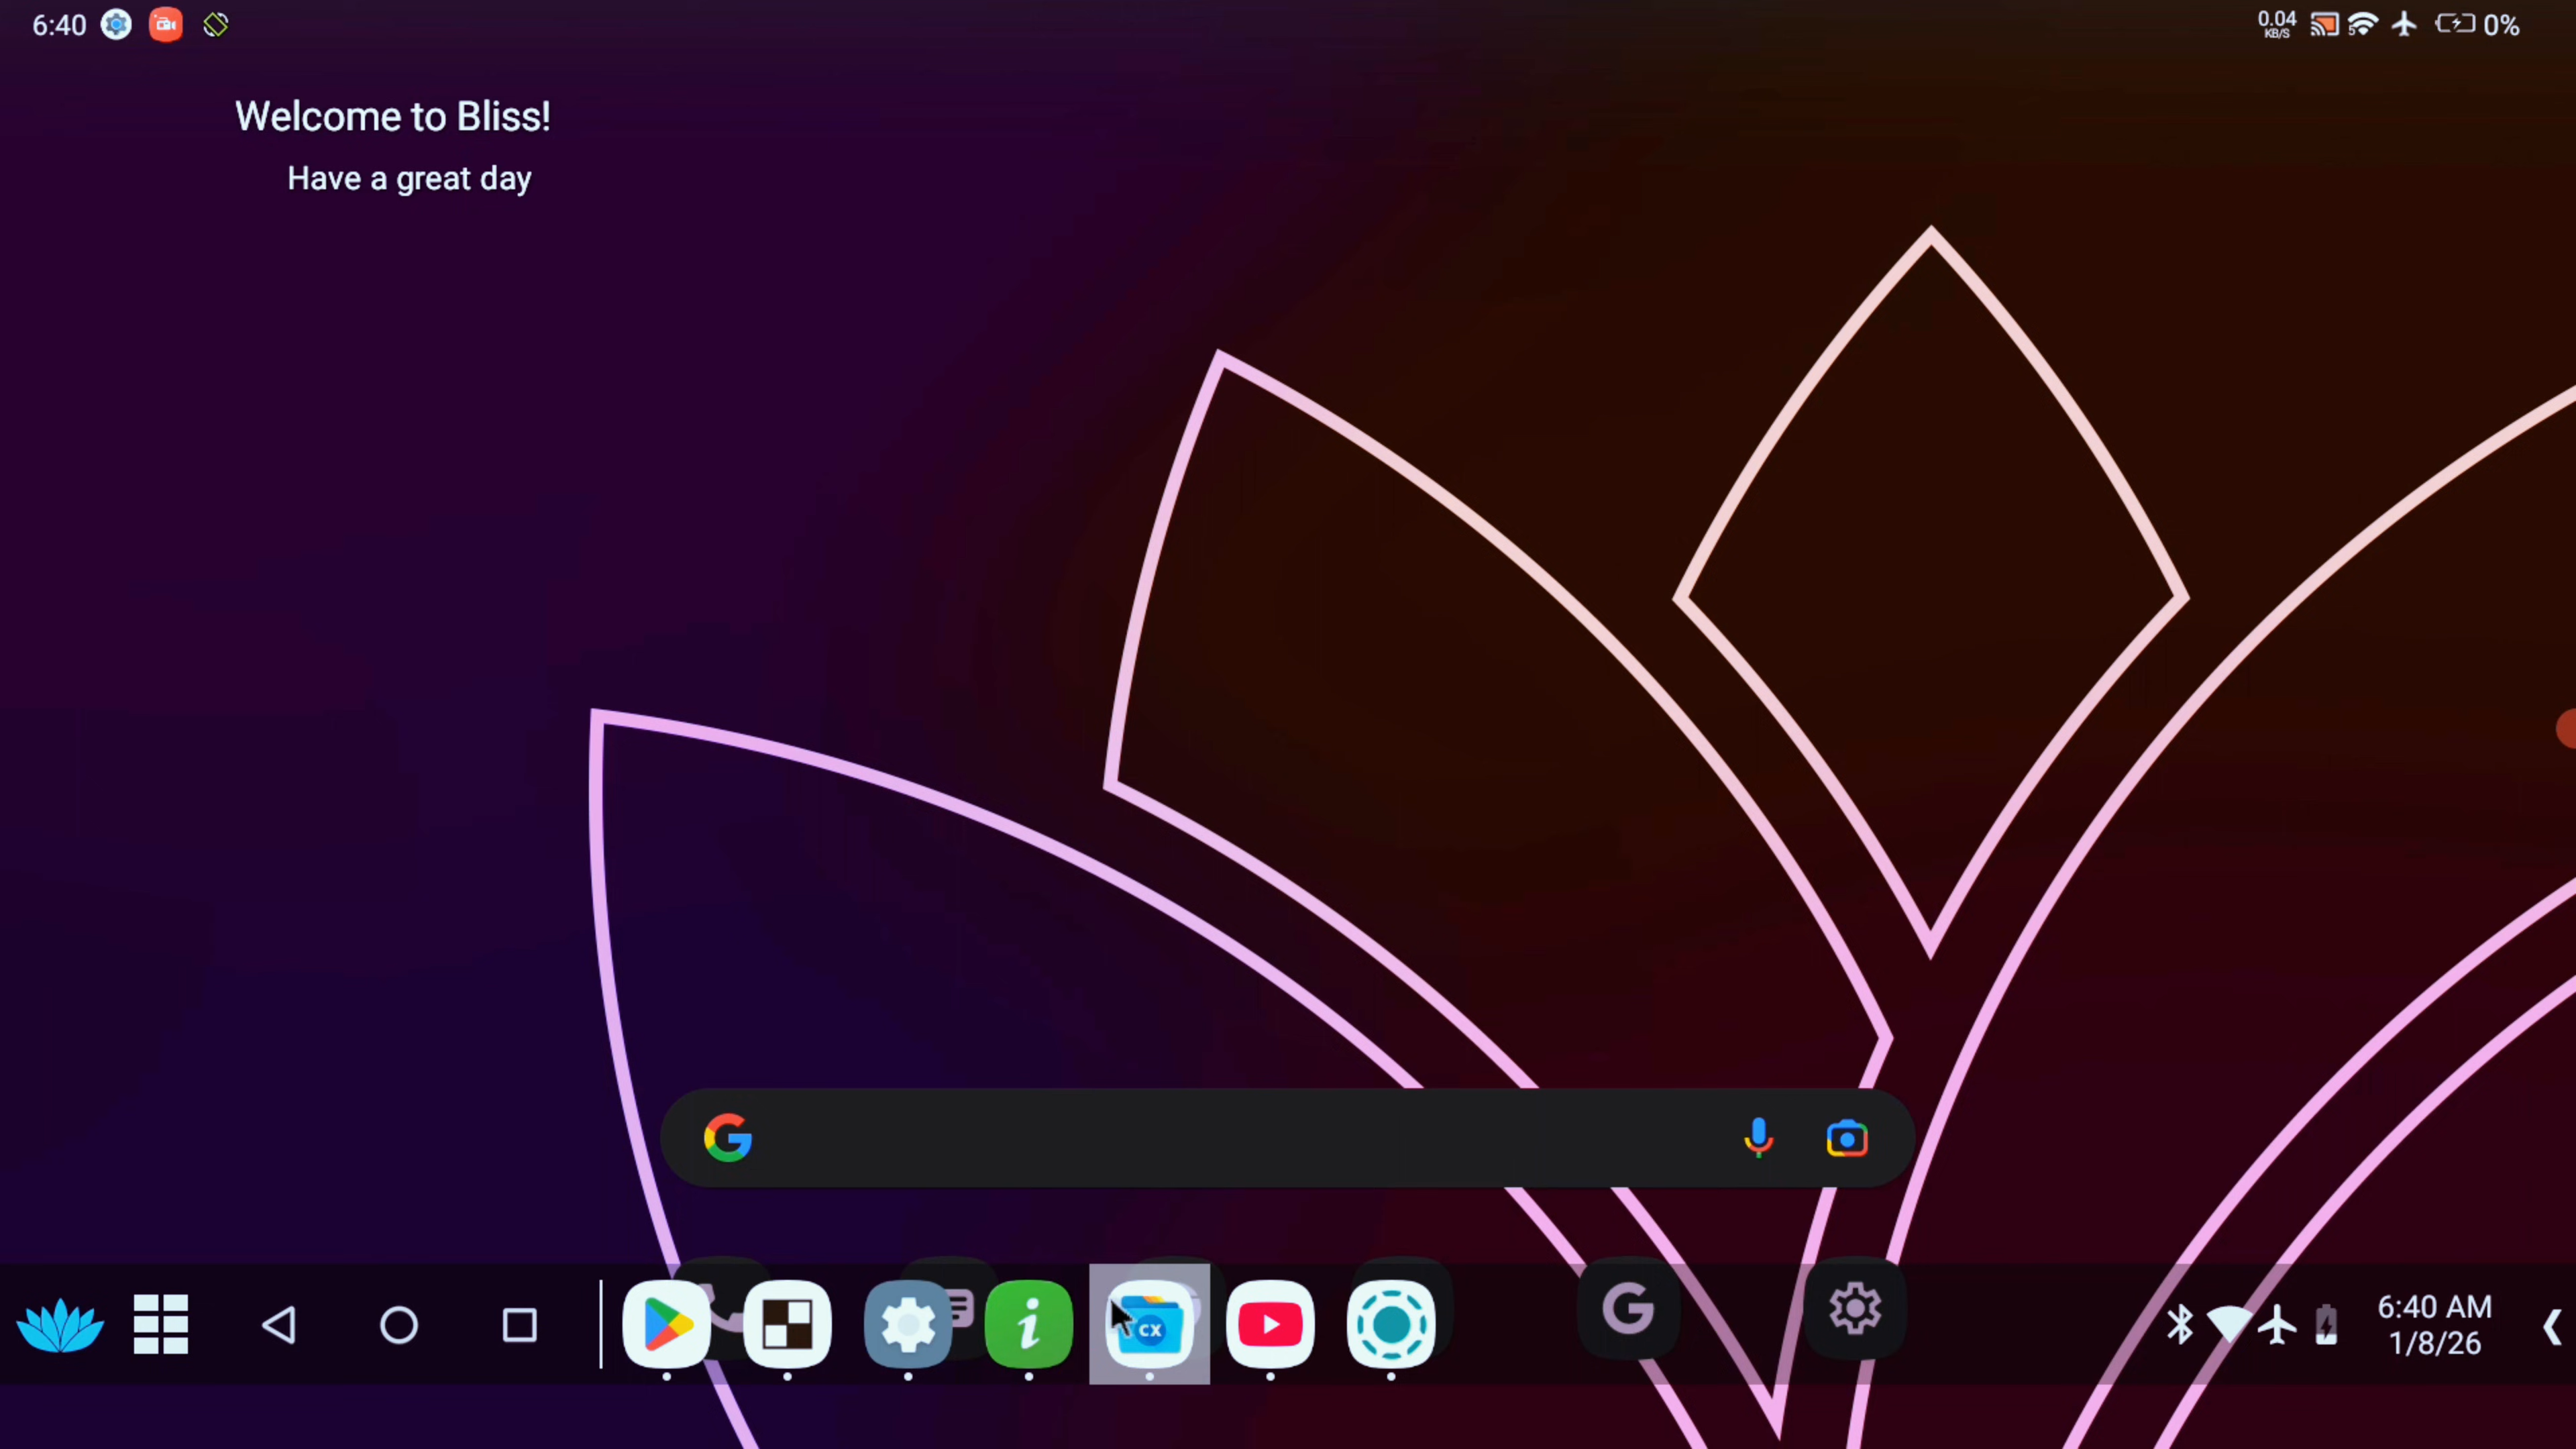 6:40
0.04
KB/S
5
0%
Welcome to Bliss!
Have a great day
CX
6:40 AM
1/8/26